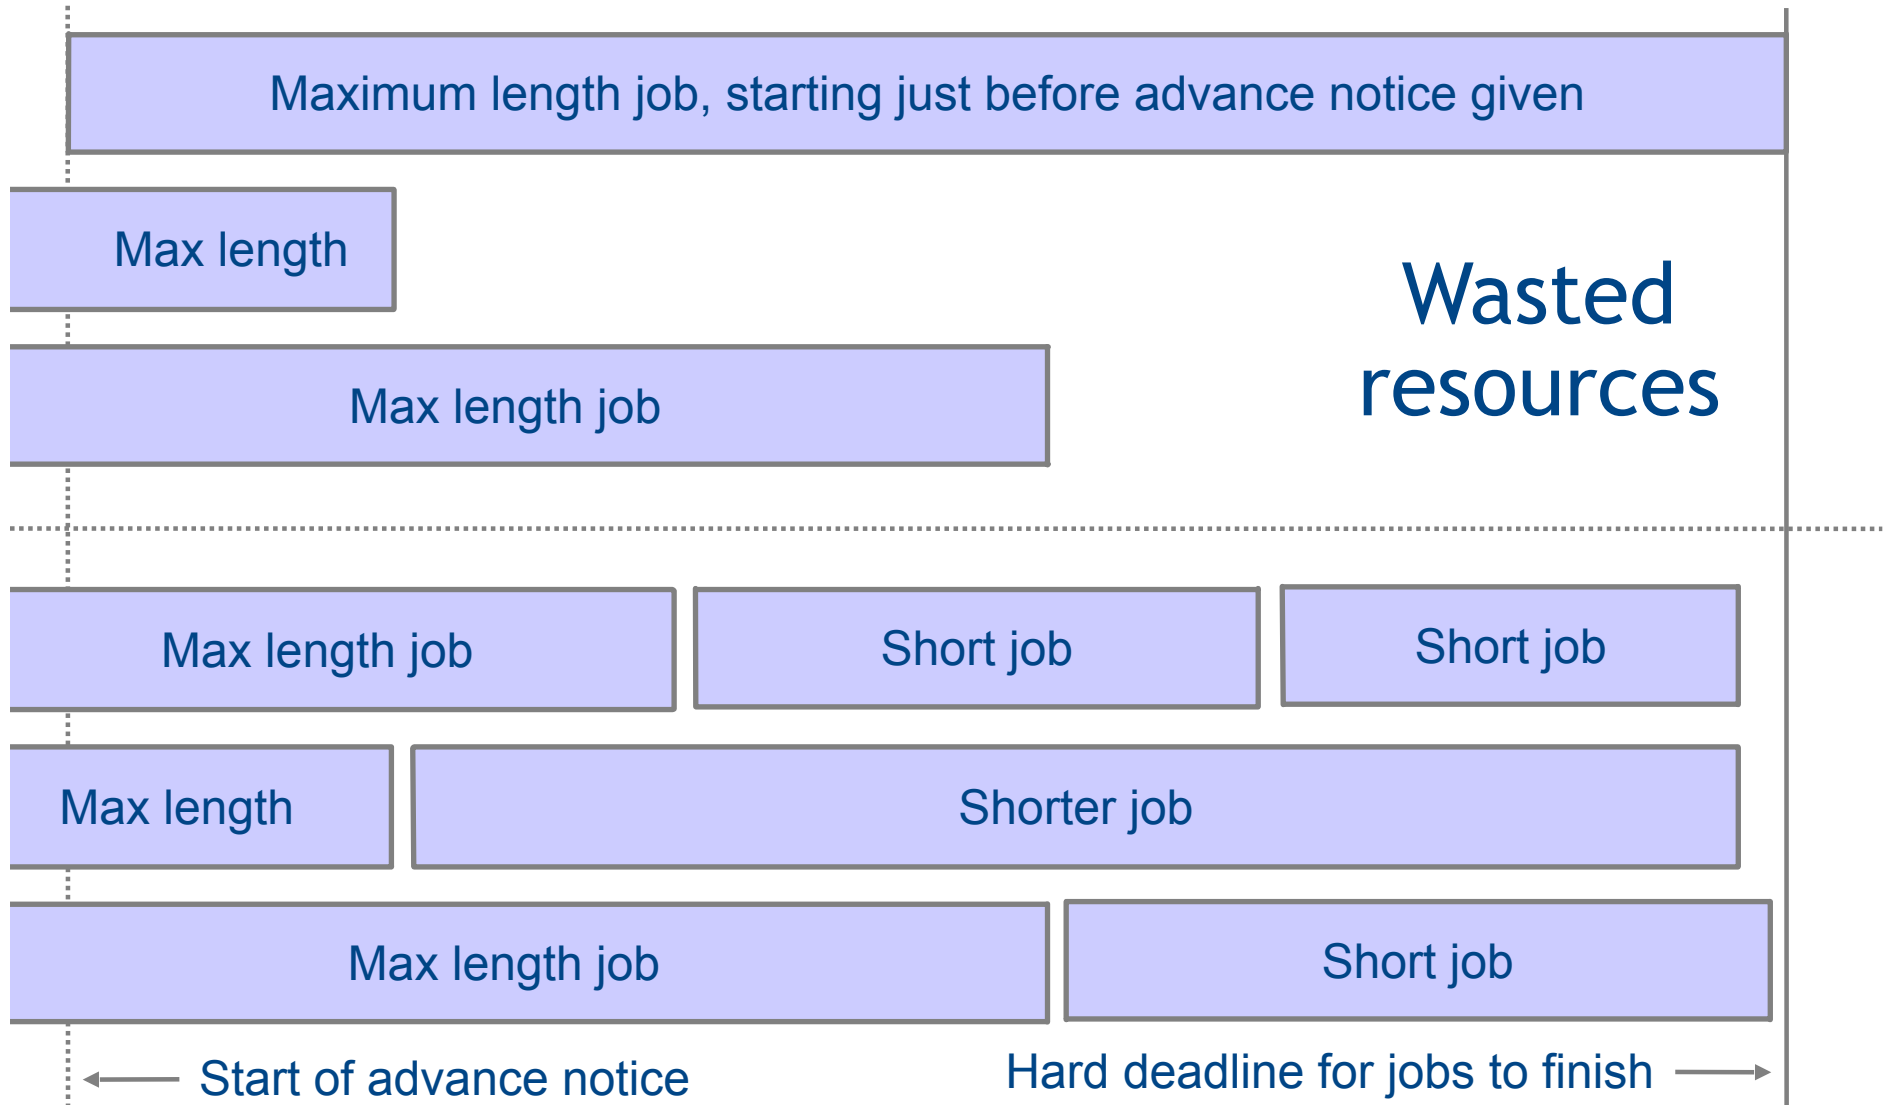 Maximum length job, starting just before advance notice given
Max length
Wasted
resources
Max length job
Max length job
Short job
Short job
Max length
Shorter job
Max length job
Short job
Start of advance notice
Hard deadline for jobs to finish